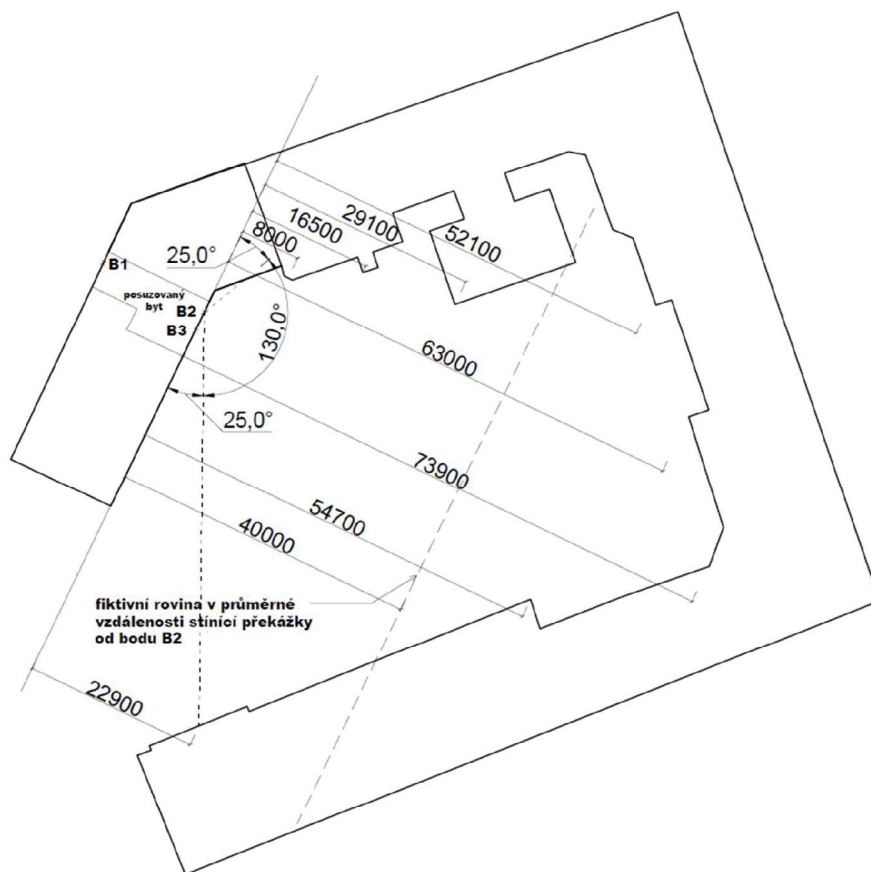 52100
29100
16500
8000
25,0°
B1
posuzovaný
byt
B2
B3
130,0°
63000
25,0°
73900
54700
40000
fiktivní rovina v průměrné
vzdálenosti stínící překážky
od bodu B2
22900